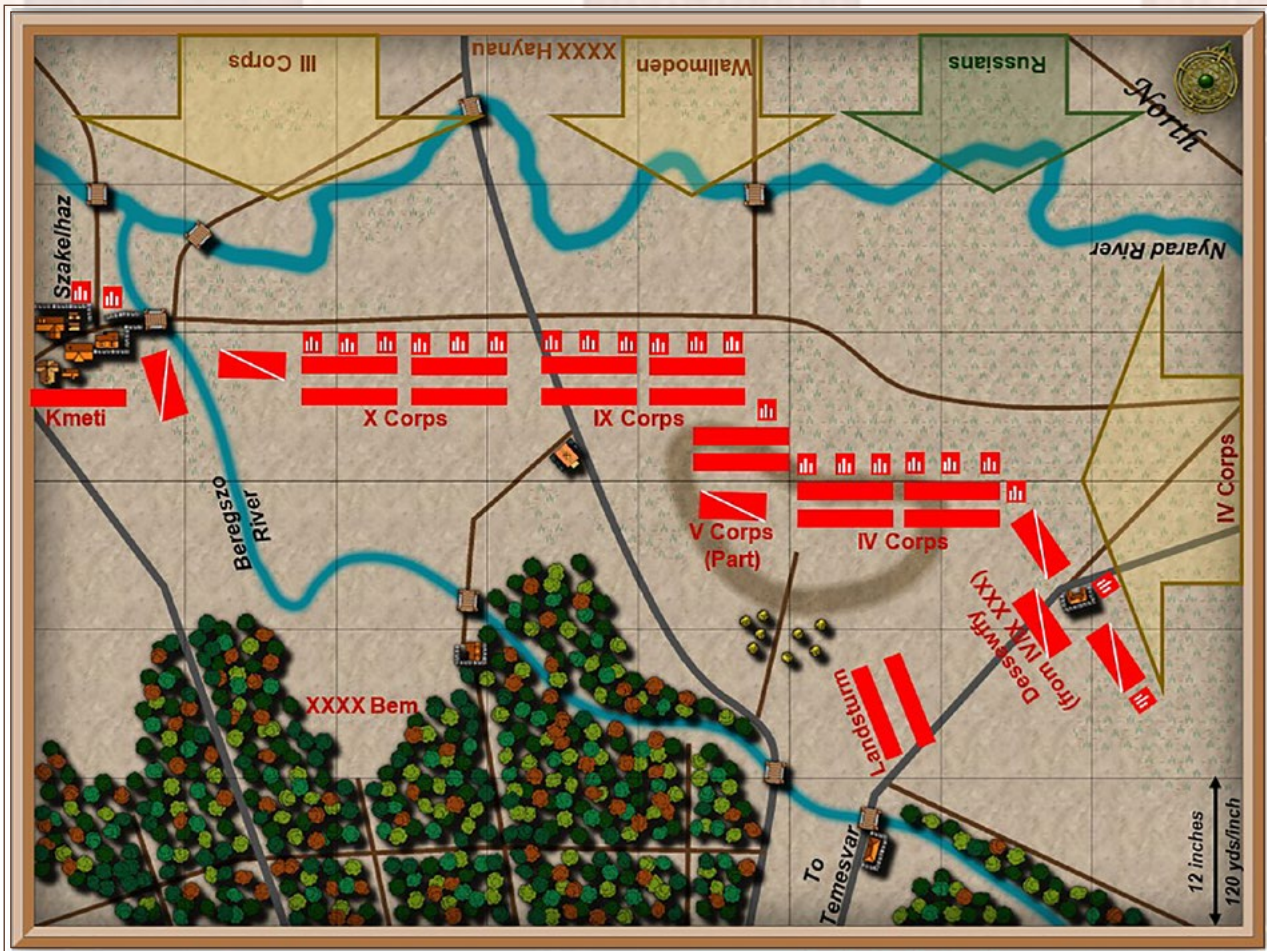 III Corps
XXXX Haynau
Wallmoden
Russians
North
Szakelhaz
Nyarad River
Kmeti
X Corps
IX Corps
IV Corps
Beregszo
River
V Corps
(Part)
IV Corps
Dessewffy
(from IV/IX XXX)
XXXX Bem
Landsturm
To
Temesvar
12 inches
120 yds/inch